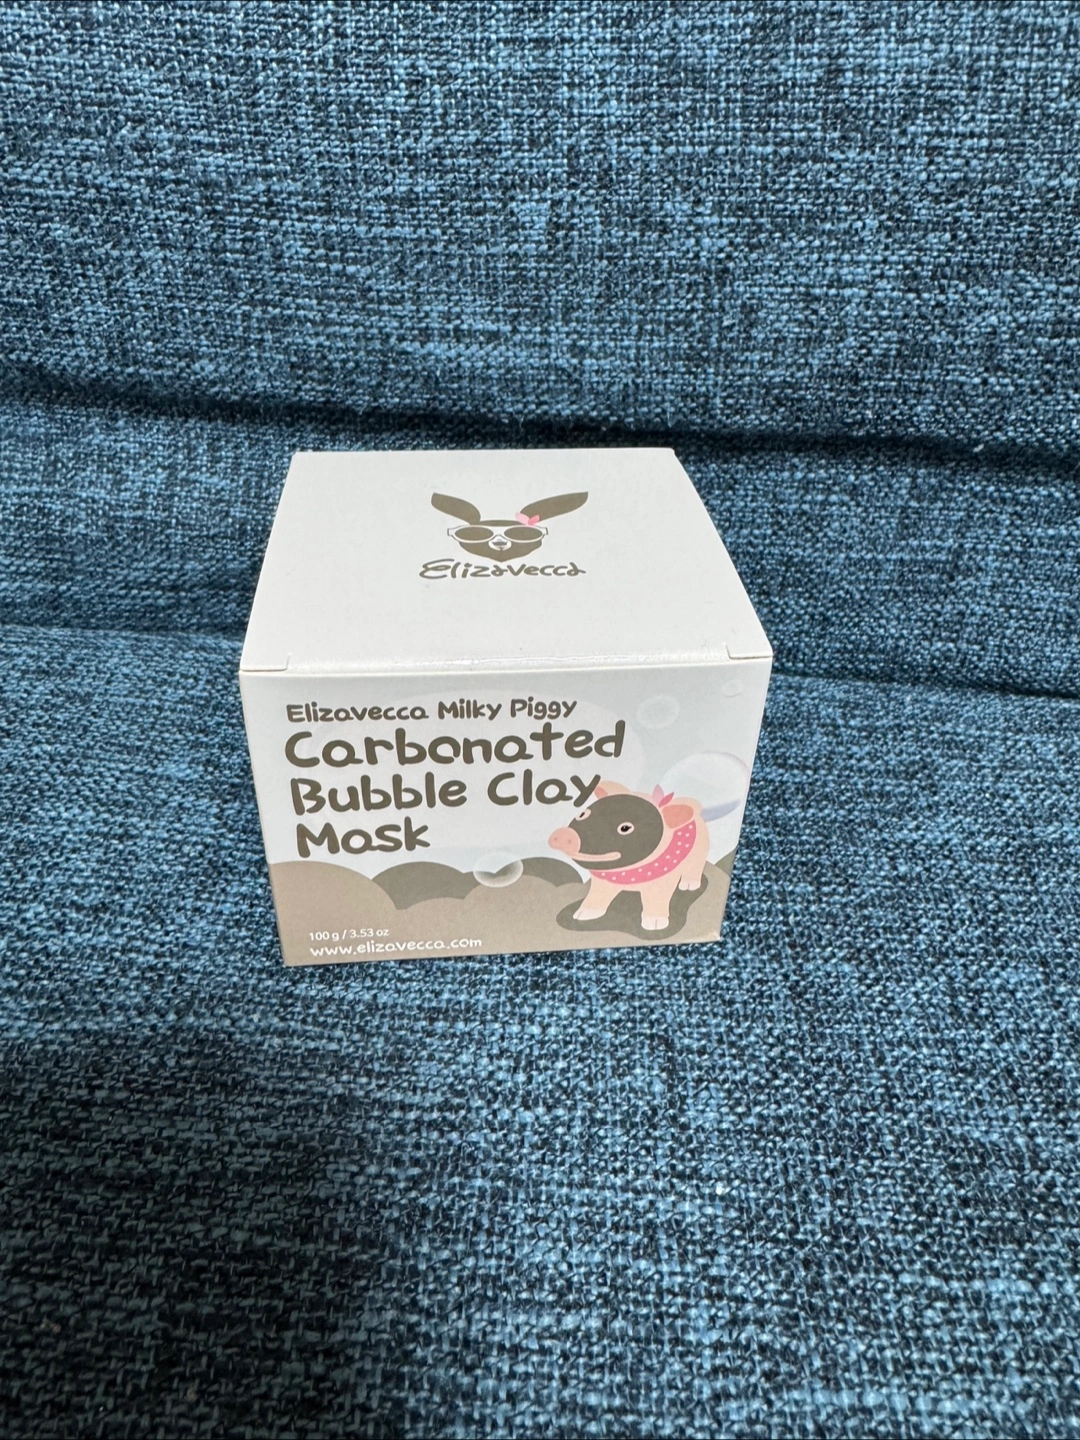 Elizavecca
Elizavecca Milky Piggy
Carbonated
Bubble Clay
Mask
100 g / 3.53 oz
www.elizavecca.com